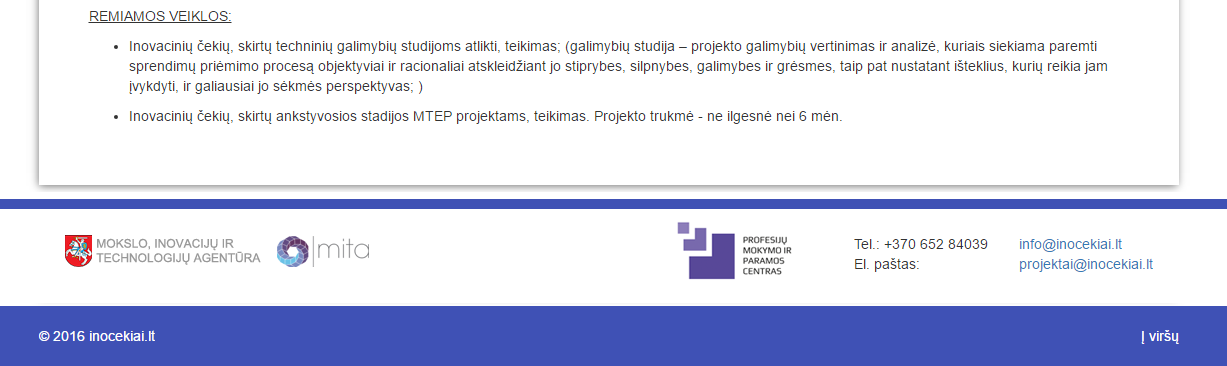 REMIAMOS VEIKLOS:
• Inovacinių čekių, skirtų techninių galimybių studijoms atlikti, teikimas; (galimybių studija – projekto galimybių vertinimas ir analizė, kuriais siekiama paremti
sprendimų priėmimo procesą objektyviai ir racionaliai atskleidžiant jo stiprybes, silpnybes, galimybes ir grėsmes, taip pat nustatant išteklius, kurių reikia jam
įvykdyti, ir galiausiai jo sėkmės perspektyvas; )
• Inovacinių čekių, skirtų ankstyvosios stadijos MTEP projektams, teikimas. Projekto trukmė - ne ilgesnė nei 6 mėn.
MOKSLO, INOVACIJŲ IR
TECHNOLOGIJŲ AGENTŪRA
mita
PROFESIJŲ
MOKYMO IR
PARAMOS
CENTRAS
Tel.: +370 652 84039
El. paštas:
info@inocekiai.lt
projektai@inocekiai.lt
© 2016 inocekiai.lt
Į viršų